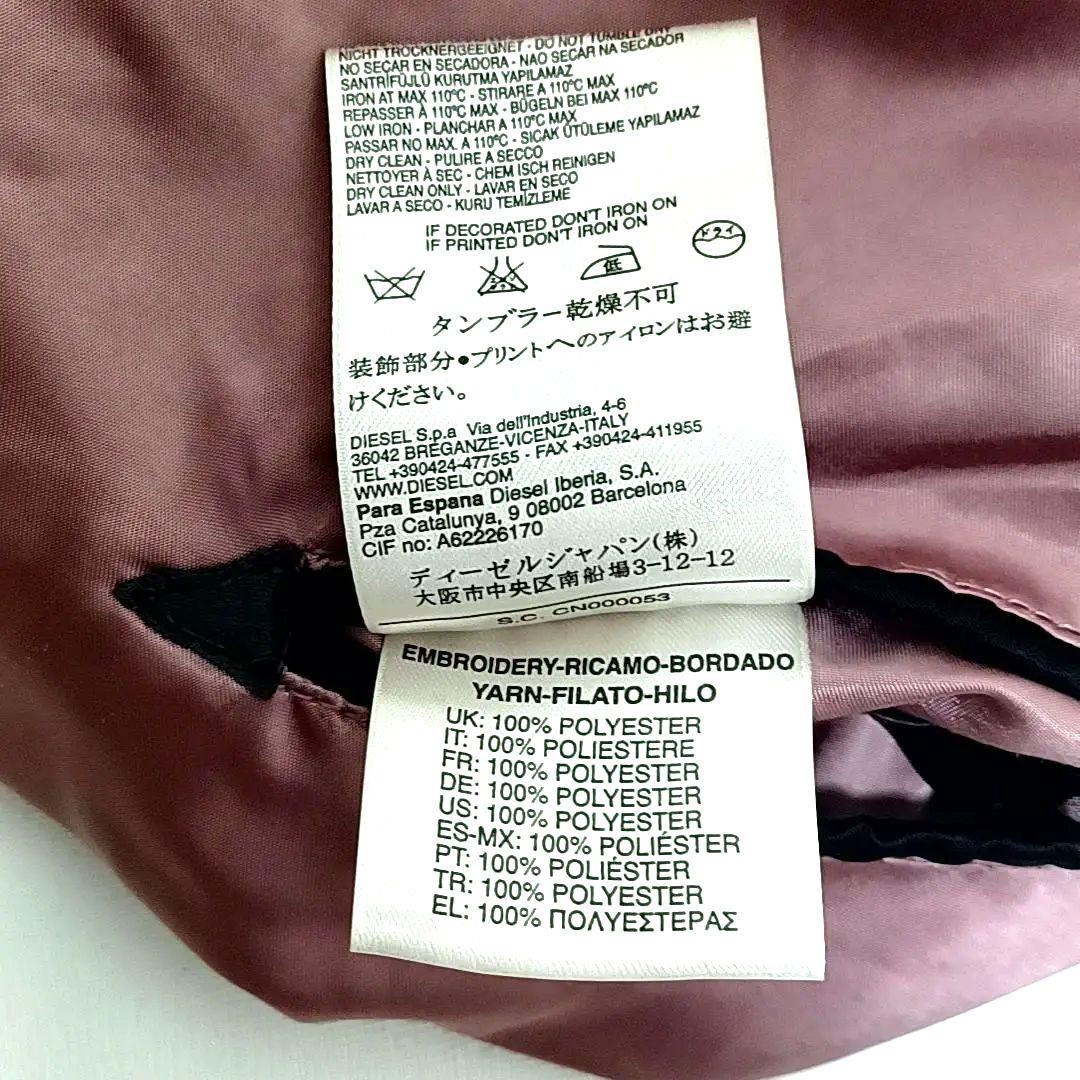 NICHT TROCKNERGEEIGNET - DO NOT TUMBLE DRY
NO SECAR EN SECADORA - NAO SECAR NA SECADOR
SANTRİFÜJLÜ KURUTMA YAPILAMAZ
IRON AT MAX 110°C - STIRARE A 110°C MAX
REPASSER À 110°C MAX - BÜGELN BEI MAX 110°C
LOW IRON - PLANCHAR A 110°C MAX
PASSAR NO MAX. A 110°C - SICAK ÜTÜLEME YAPILAMAZ
DRY CLEAN - PULIRE A SECCO
NETTOYER À SEC - CHEM ISCH REINIGEN
DRY CLEAN ONLY - LAVAR EN SECO
LAVAR A SECO - KURU TEMİZLEME
IF DECORATED DON'T IRON ON
IF PRINTED DON'T IRON ON
低 ドライ
タンブラー乾燥不可
装飾部分•プリントへのアイロンはお避
けください。
DIESEL S.p.a Via dell'Industria, 4-6
36042 BREGANZE-VICENZA-ITALY
TEL +390424-477555 - FAX +390424-411955
WWW.DIESEL.COM
Para Espana Diesel Iberia, S.A.
Pza Catalunya, 9 08002 Barcelona
CIF no: A62226170
ディーゼルジャパン(株)
大阪市中央区南船場3-12-12
S.C. CN000053
EMBROIDERY-RICAMO-BORDADO
YARN-FILATO-HILO
UK: 100% POLYESTER
IT: 100% POLIESTERE
FR: 100% POLYESTER
DE: 100% POLYESTER
US: 100% POLYESTER
ES-MX: 100% POLIÉSTER
PT: 100% POLIÉSTER
TR: 100% POLYESTER
EL: 100% ΠΟΛΥΕΣΤΕΡΑΣ